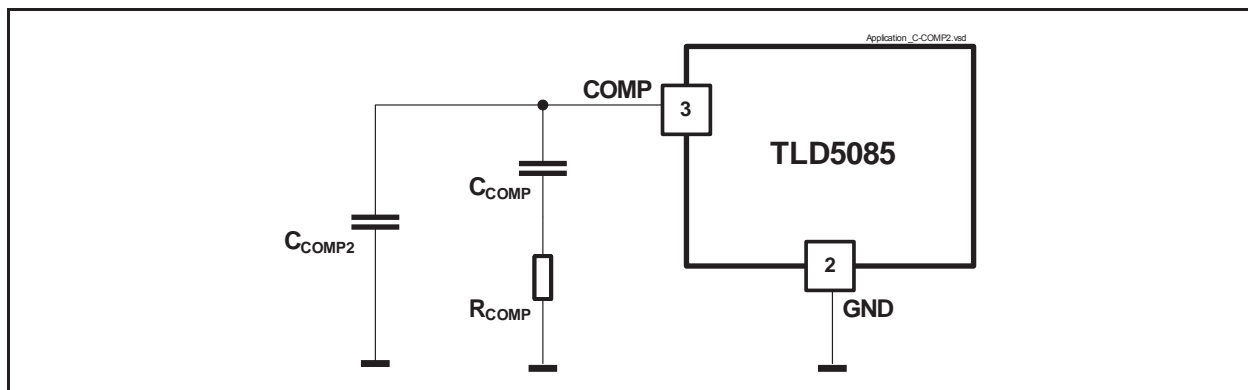 Application_C-COMP2.vsd
COMP
3
TLD5085
CCOMP
CCOMP2
2
RCOMP
GND